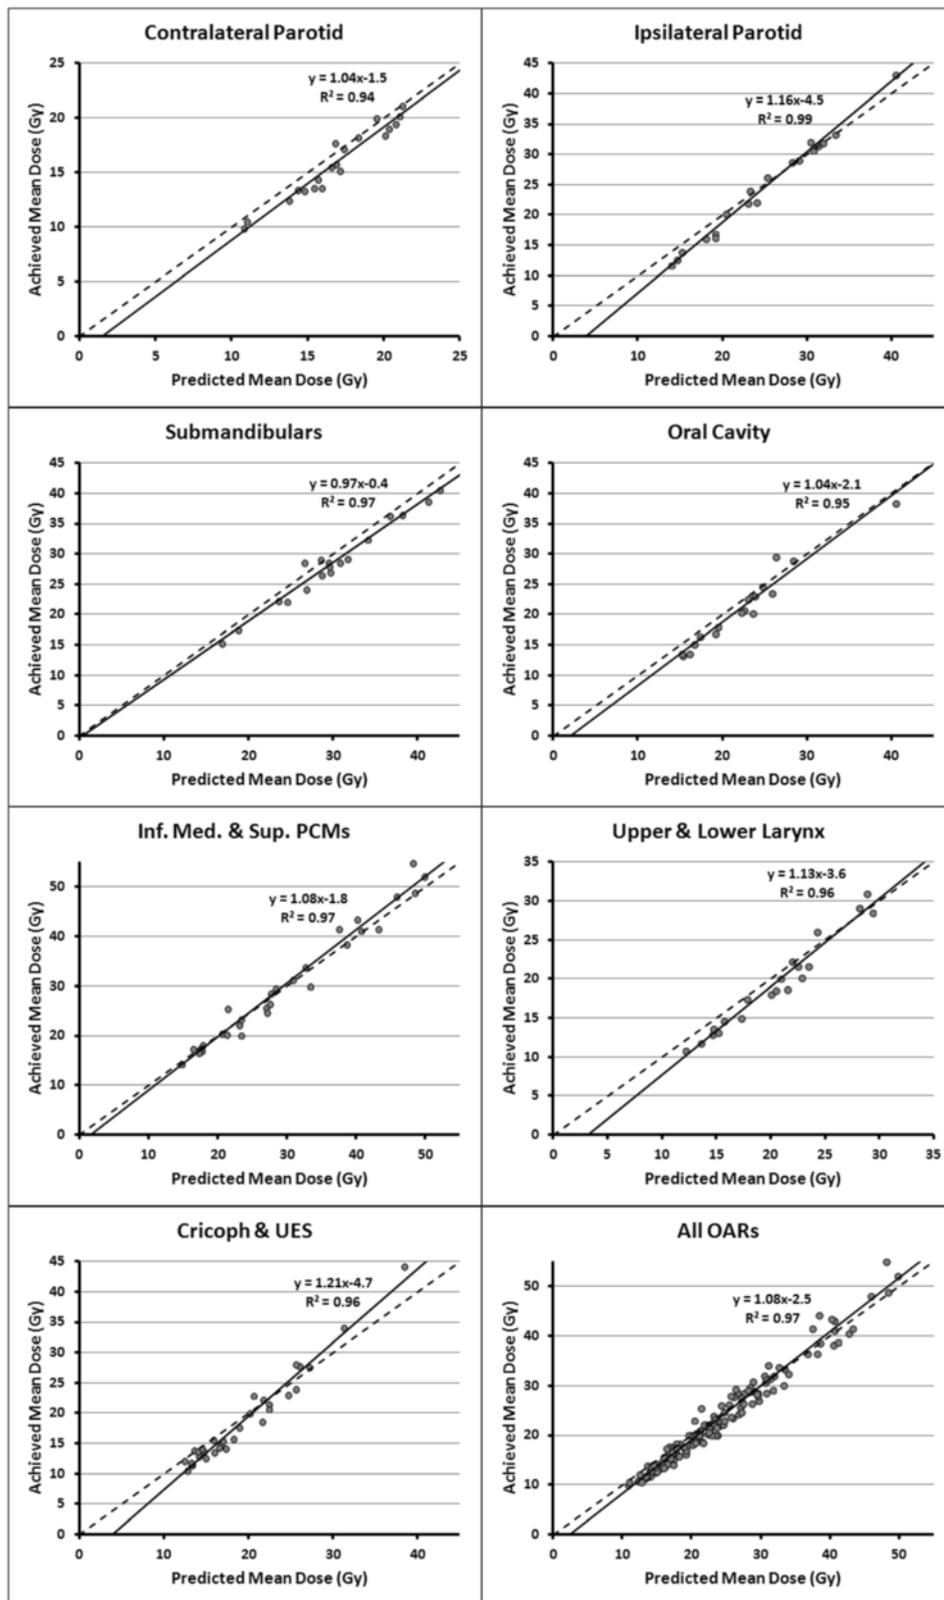 Contralateral Parotid
y = 1.04x-1.5
R² = 0.94
Achieved Mean Dose (Gy)
25
20
15
10
5
0
0 5 10 15 20 25
Predicted Mean Dose (Gy)
Ipsilateral Parotid
y = 1.16x-4.5
R² = 0.99
Achieved Mean Dose (Gy)
45
40
35
30
25
20
15
10
5
0
0 10 20 30 40
Predicted Mean Dose (Gy)
Submandibulars
y = 0.97x-0.4
R² = 0.97
Achieved Mean Dose (Gy)
45
40
35
30
25
20
15
10
5
0
0 10 20 30 40
Predicted Mean Dose (Gy)
Oral Cavity
y = 1.04x-2.1
R² = 0.95
Achieved Mean Dose (Gy)
45
40
35
30
25
20
15
10
5
0
0 10 20 30 40
Predicted Mean Dose (Gy)
Inf. Med. & Sup. PCMs
y = 1.08x-1.8
R² = 0.97
Achieved Mean Dose (Gy)
50
40
30
20
10
0
0 10 20 30 40 50
Predicted Mean Dose (Gy)
Upper & Lower Larynx
y = 1.13x-3.6
R² = 0.96
Achieved Mean Dose (Gy)
35
30
25
20
15
10
5
0
0 5 10 15 20 25 30 35
Predicted Mean Dose (Gy)
Cricoph & UES
y = 1.21x-4.7
R² = 0.96
Achieved Mean Dose (Gy)
45
40
35
30
25
20
15
10
5
0
0 10 20 30 40
Predicted Mean Dose (Gy)
All OARs
y = 1.08x-2.5
R² = 0.97
Achieved Mean Dose (Gy)
50
40
30
20
10
0
0 10 20 30 40 50
Predicted Mean Dose (Gy)